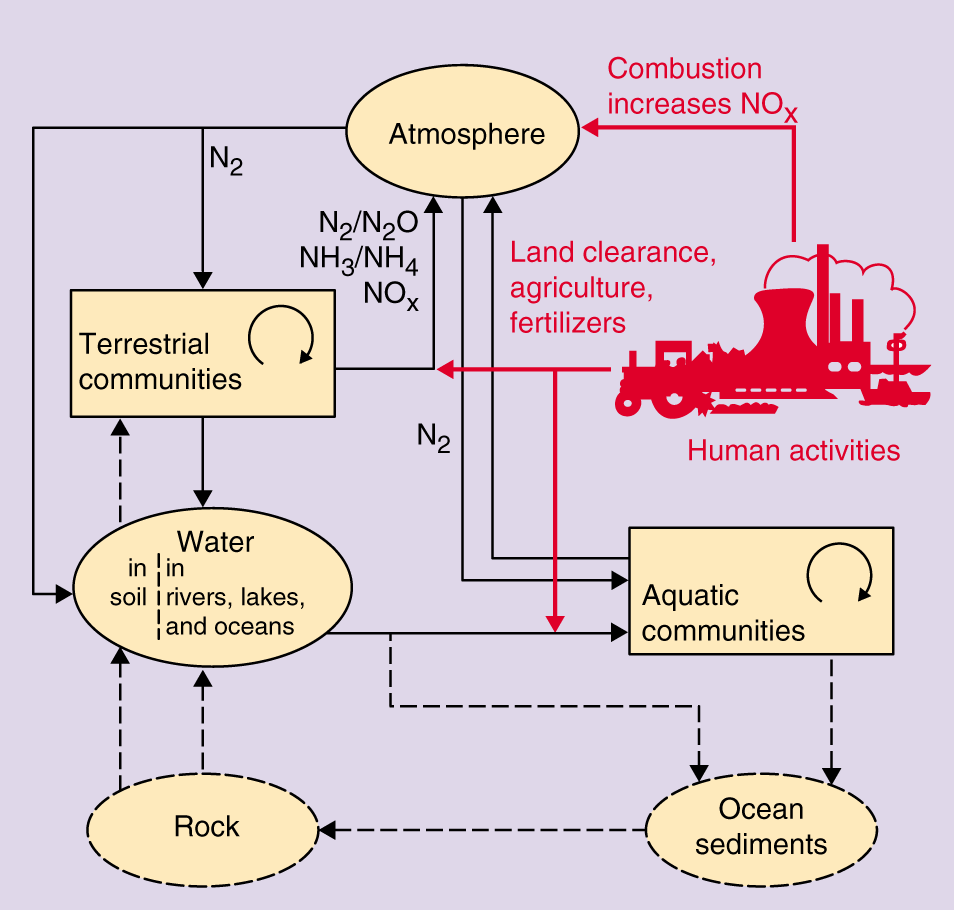 Combustion
increases NOx
Atmosphere
N2
N2/N2O
NH3/NH4
NOx
Land clearance,
agriculture,
fertilizers
Terrestrial
communities
N2
Human activities
Water
in in
soil rivers, lakes,
and oceans
Aquatic
communities
Rock
Ocean
sediments